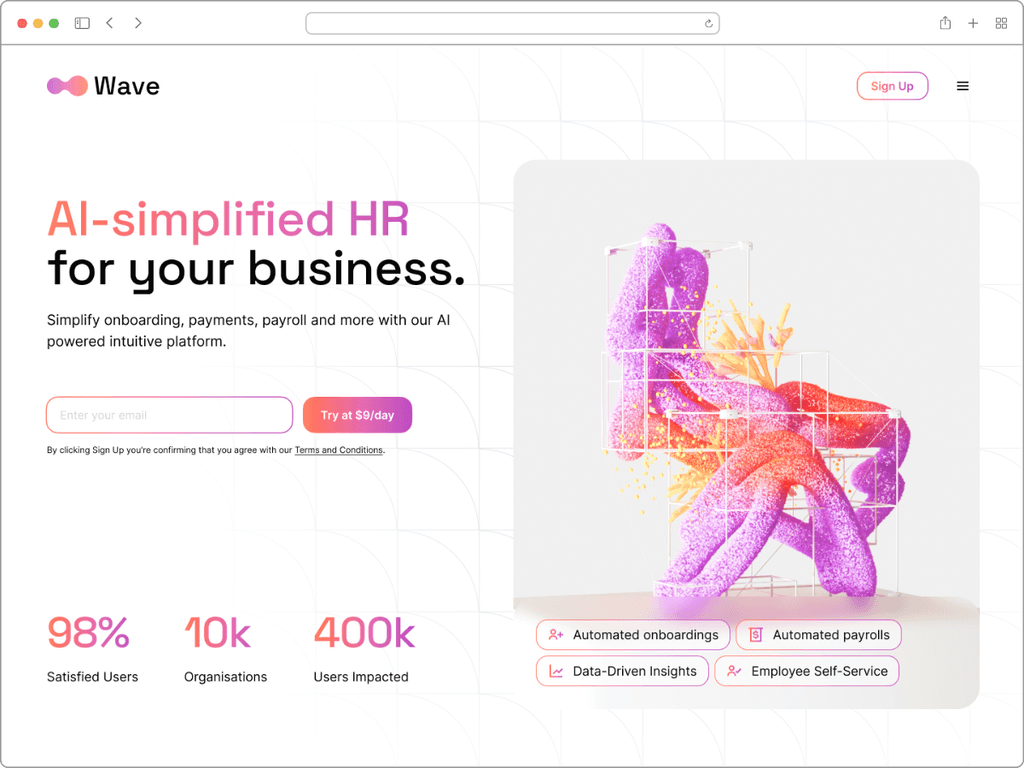 Wave
Sign Up
AI-simplified HR
for your business.
Simplify onboarding, payments, payroll and more with our AI
powered intuitive platform.
Enter your email
Try at $9/day
By clicking Sign Up you're confirming that you agree with our Terms and Conditions.
98%
10k
400k
Satisfied Users
Organisations
Users Impacted
Automated onboardings
Automated payrolls
Data-Driven Insights
Employee Self-Service